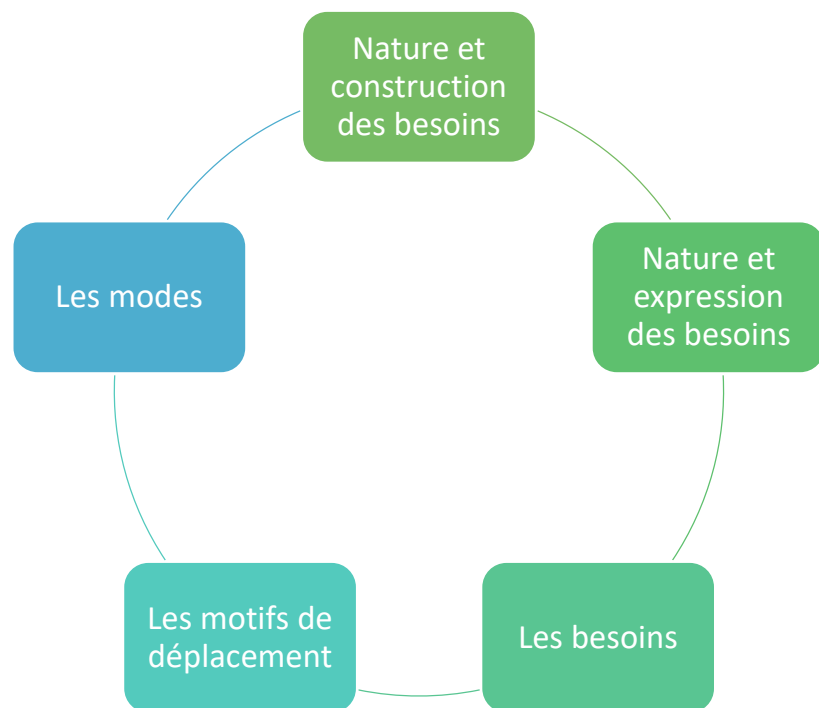 Nature et
construction
des besoins
Nature et
expression
des besoins
Les besoins
Les motifs de
déplacement
Les modes